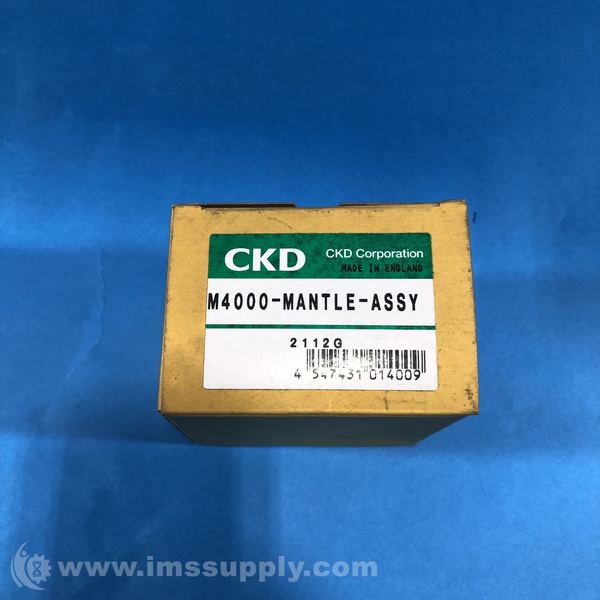 CKD
CKD Corporation
MADE IN ENGLAND
M4000-MANTLE-ASSY
2112G
4 547431 014009
www.imssupply.com